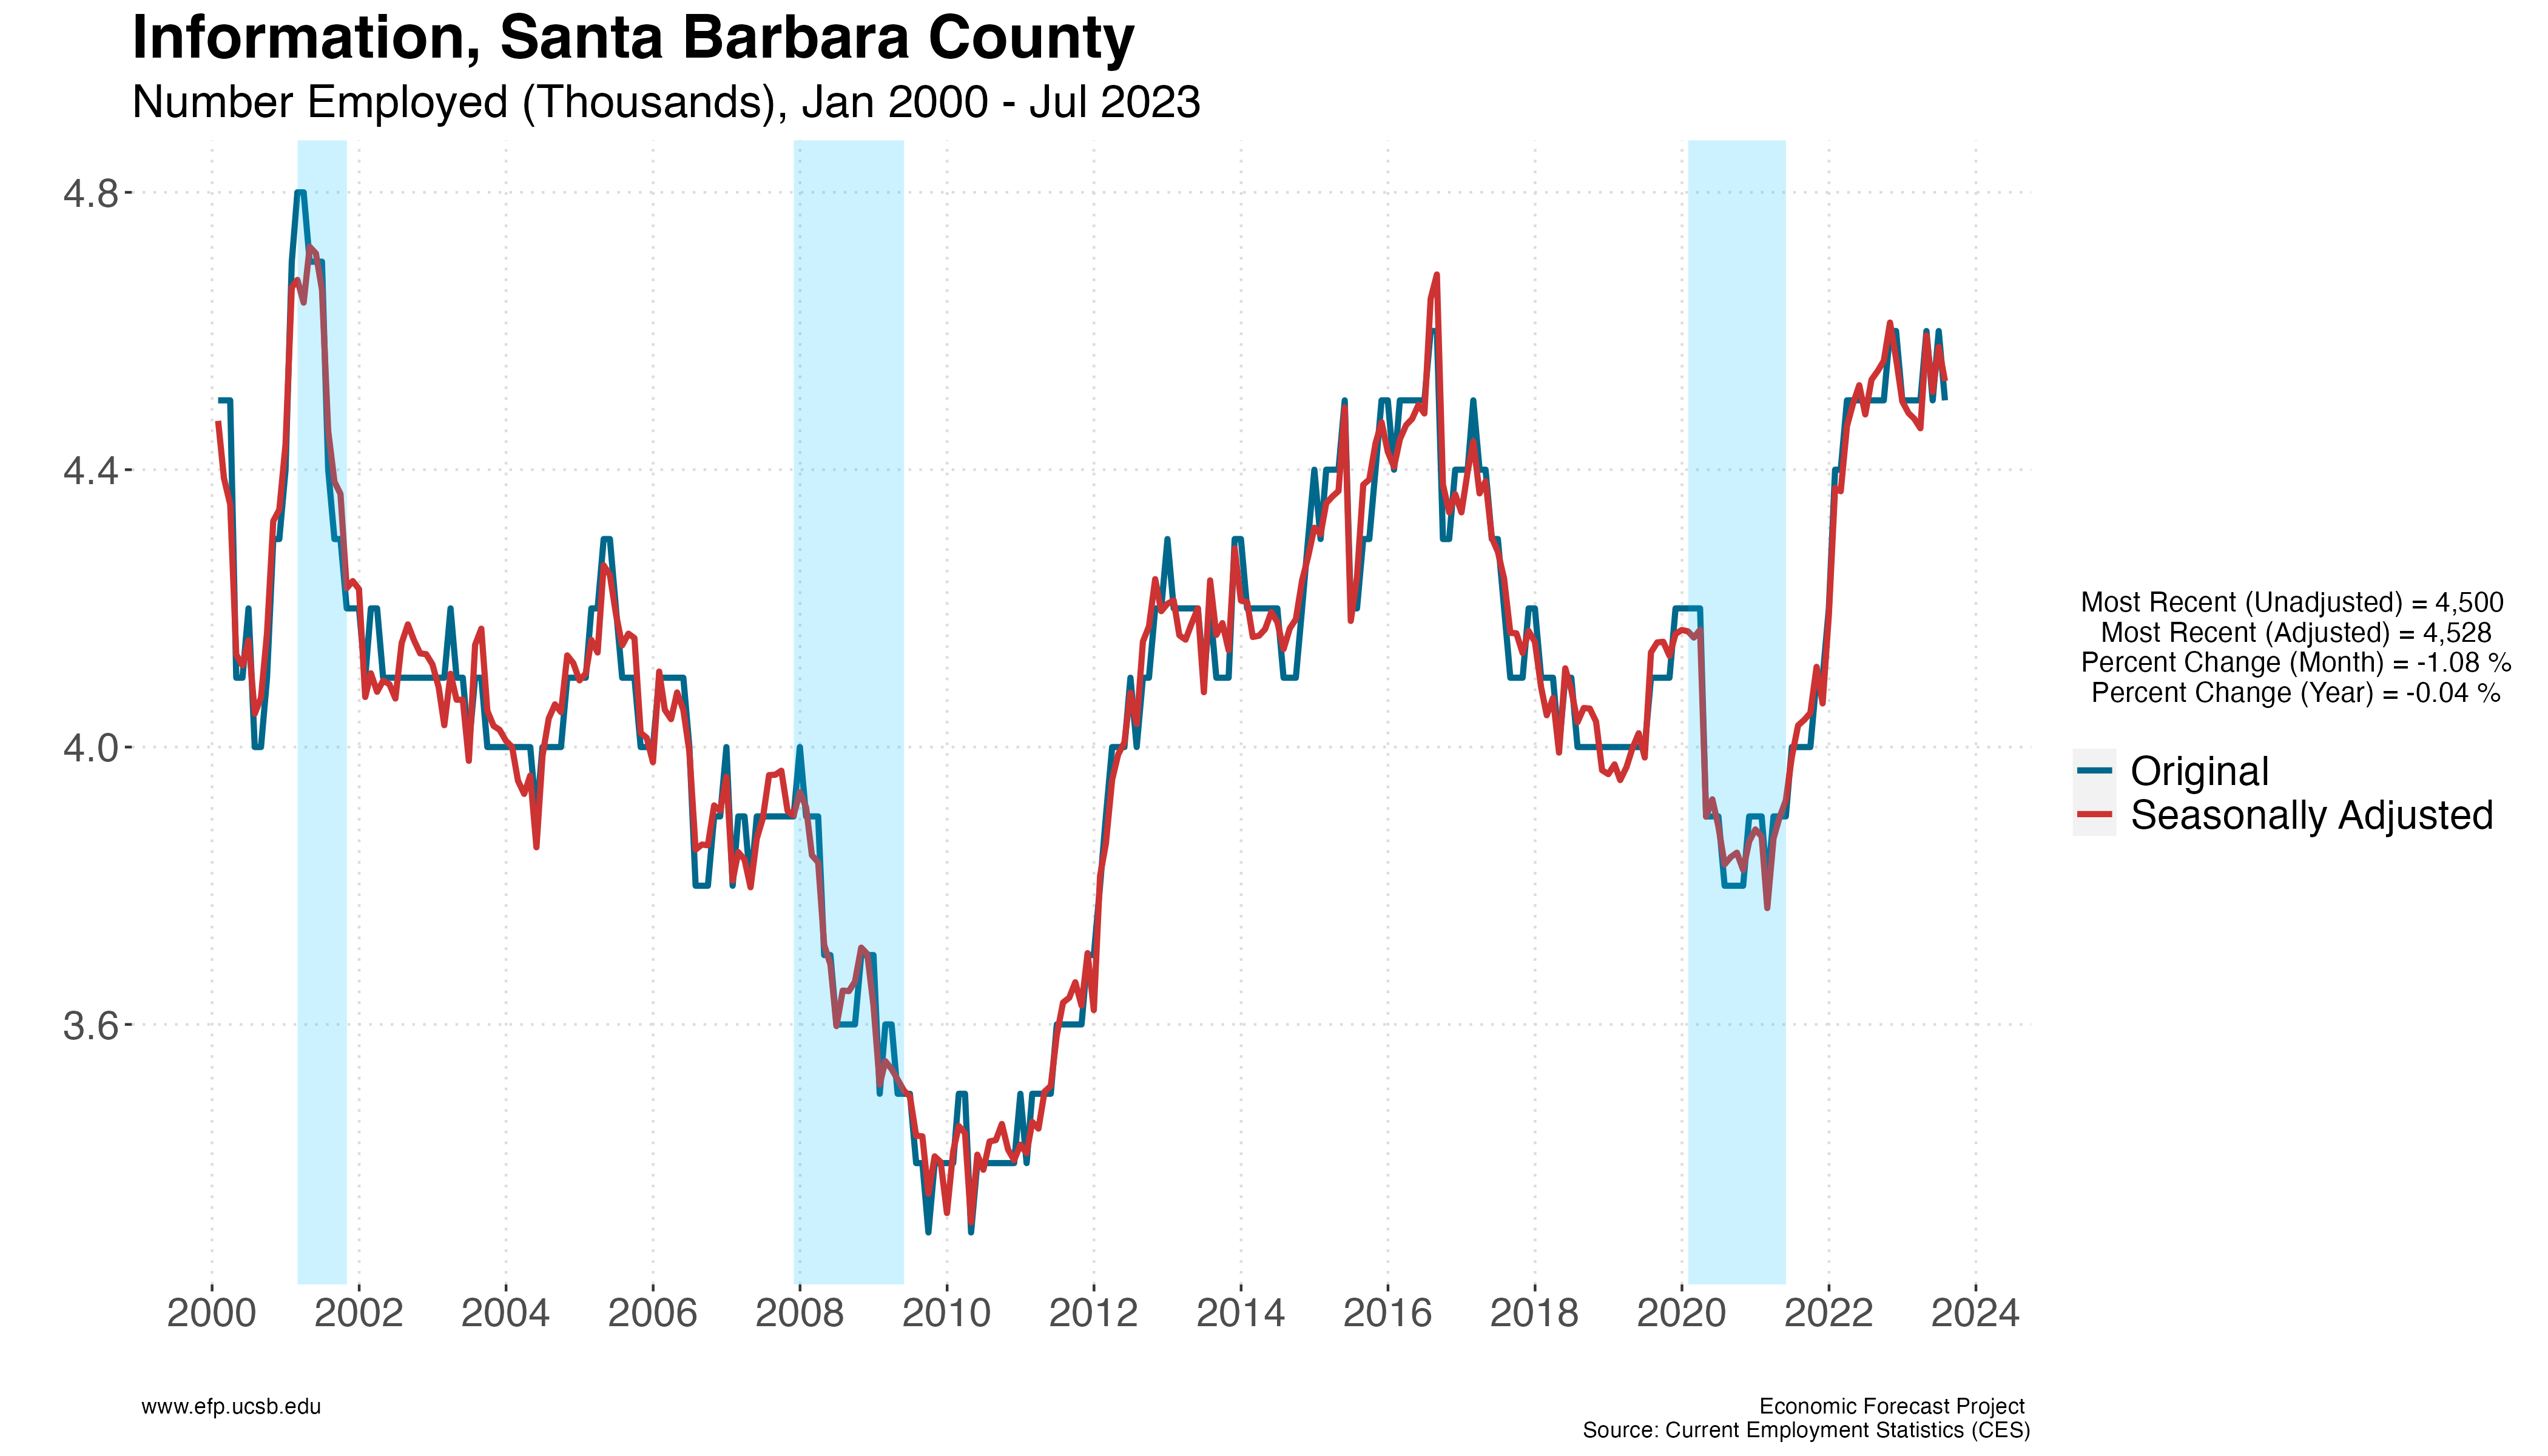 Information, Santa Barbara County
Number Employed (Thousands), Jan 2000 - Jul 2023
4.8
4.4
4.0
3.6
2000 2002 2004 2006 2008 2010 2012 2014 2016 2018 2020 2022 2024
Most Recent (Unadjusted) = 4,500
Most Recent (Adjusted) = 4,528
Percent Change (Month) = -1.08 %
Percent Change (Year) = -0.04 %
Original
Seasonally Adjusted
www.efp.ucsb.edu
Economic Forecast Project
Source: Current Employment Statistics (CES)